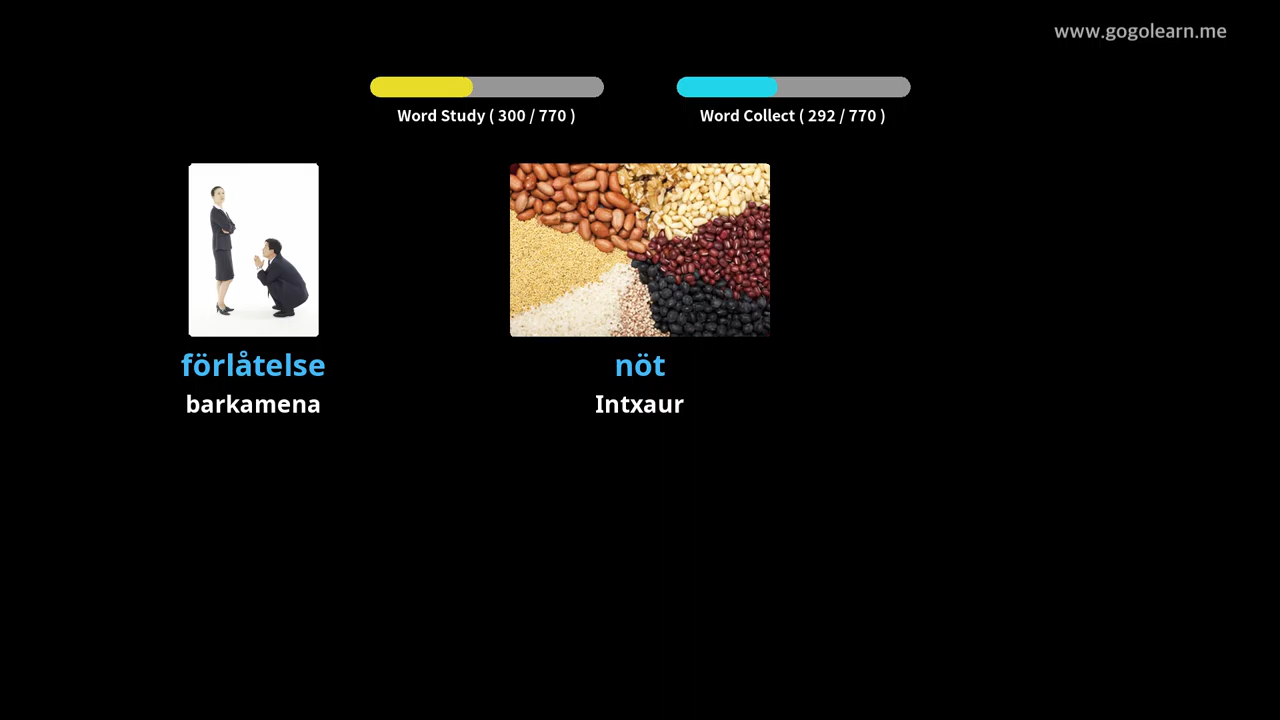 www.gogolearn.me
Word Study ( 300 / 770 )
Word Collect ( 292 / 770 )
förlåtelse
barkamena
nöt
Intxaur